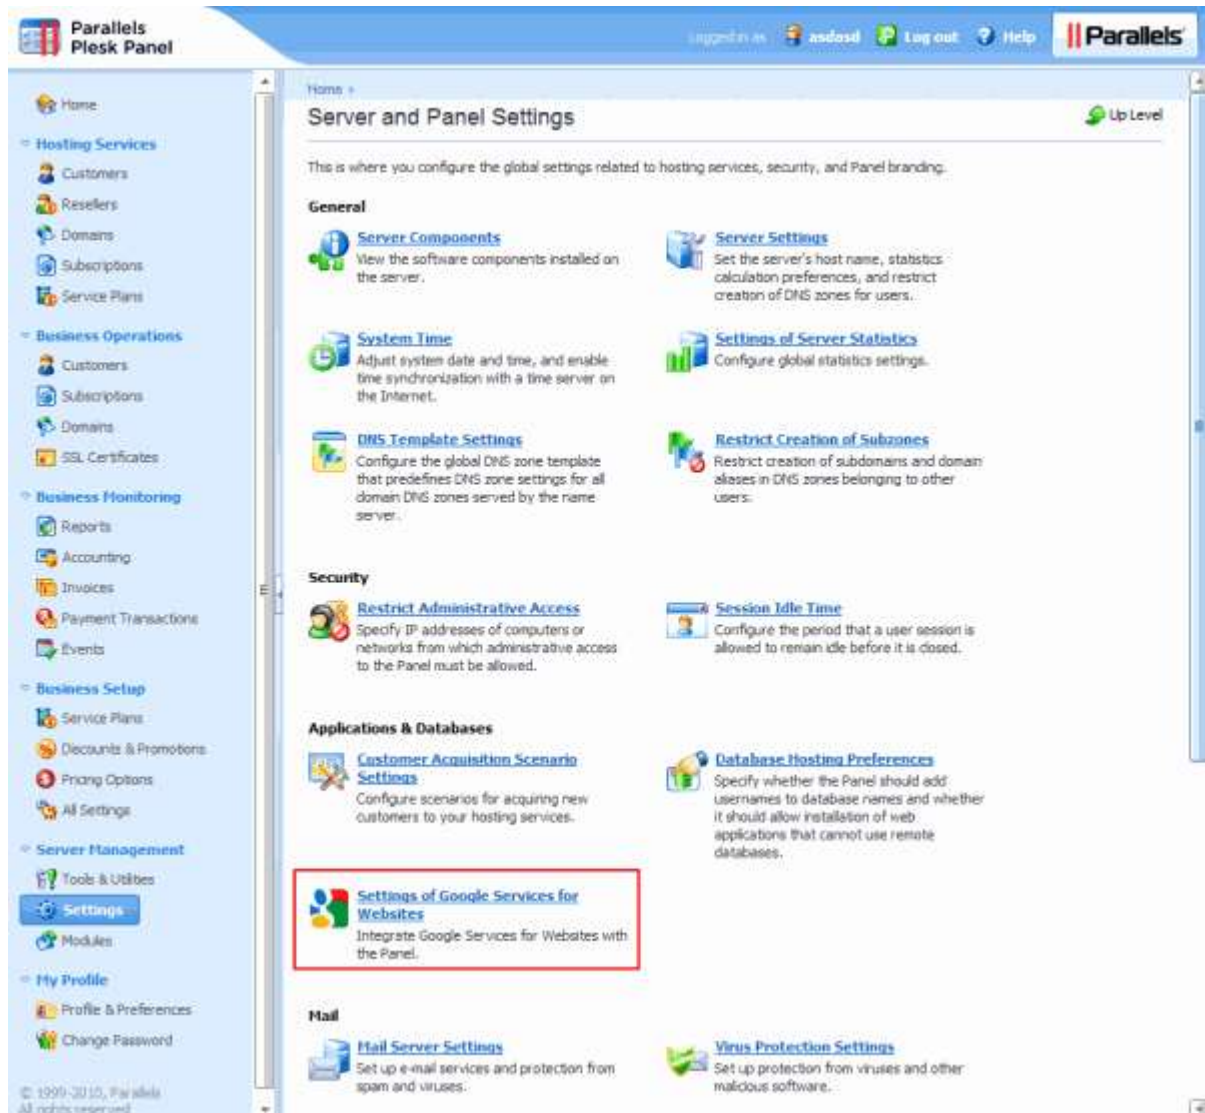 Parallels
Plesk Panel
Logged in as asdasd Log out Help
Parallels
Home
Hosting Services
Customers
Resellers
Domains
Subscriptions
Service Plans
Business Operations
Customers
Subscriptions
Domains
SSL Certificates
Business Monitoring
Reports
Accounting
Invoices
Payment Transactions
Events
Business Setup
Service Plans
Discounts & Promotions
Pricing Options
All Settings
Server Management
Tools & Utilities
Settings
Modules
My Profile
Profile & Preferences
Change Password
© 1999-2010, Parallels
All rights reserved
Home >
Server and Panel Settings
Up Level
This is where you configure the global settings related to hosting services, security, and Panel branding.
General
Server Components
View the software components installed on
the server.
Server Settings
Set the server's host name, statistics
calculation preferences, and restrict
creation of DNS zones for users.
System Time
Adjust system date and time, and enable
time synchronization with a time server on
the Internet.
Settings of Server Statistics
Configure global statistics settings.
DNS Template Settings
Configure the global DNS zone template
that predefines DNS zone settings for all
domain DNS zones served by the name
server.
Restrict Creation of Subzones
Restrict creation of subdomains and domain
aliases in DNS zones belonging to other
users.
Security
Restrict Administrative Access
Specify IP addresses of computers or
networks from which administrative access
to the Panel must be allowed.
Session Idle Time
Configure the period that a user session is
allowed to remain idle before it is closed.
Applications & Databases
Customer Acquisition Scenario
Settings
Configure scenarios for acquiring new
customers to your hosting services.
Database Hosting Preferences
Specify whether the Panel should add
usernames to database names and whether
it should allow installation of web
applications that cannot use remote
databases.
Settings of Google Services for
Websites
Integrate Google Services for Websites with
the Panel.
Mail
Mail Server Settings
Set up e-mail services and protection from
spam and viruses.
Virus Protection Settings
Set up protection from viruses and other
malicious software.